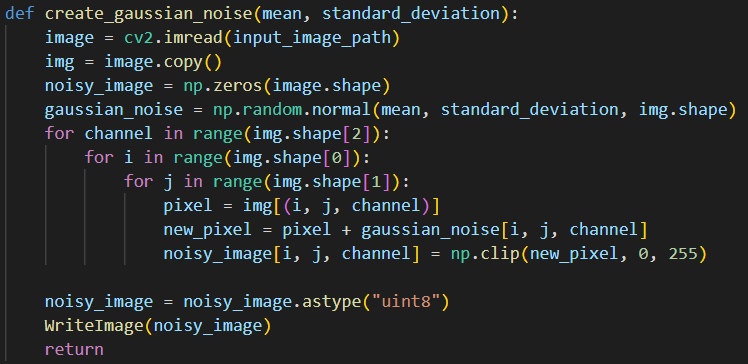 def create_gaussian_noise(mean, standard_deviation):
    image = cv2.imread(input_image_path)
    img = image.copy()
    noisy_image = np.zeros(image.shape)
    gaussian_noise = np.random.normal(mean, standard_deviation, img.shape)
    for channel in range(img.shape[2]):
        for i in range(img.shape[0]):
            for j in range(img.shape[1]):
                pixel = img[(i, j, channel)]
                new_pixel = pixel + gaussian_noise[i, j, channel]
                noisy_image[i, j, channel] = np.clip(new_pixel, 0, 255)

    noisy_image = noisy_image.astype("uint8")
    WriteImage(noisy_image)
    return